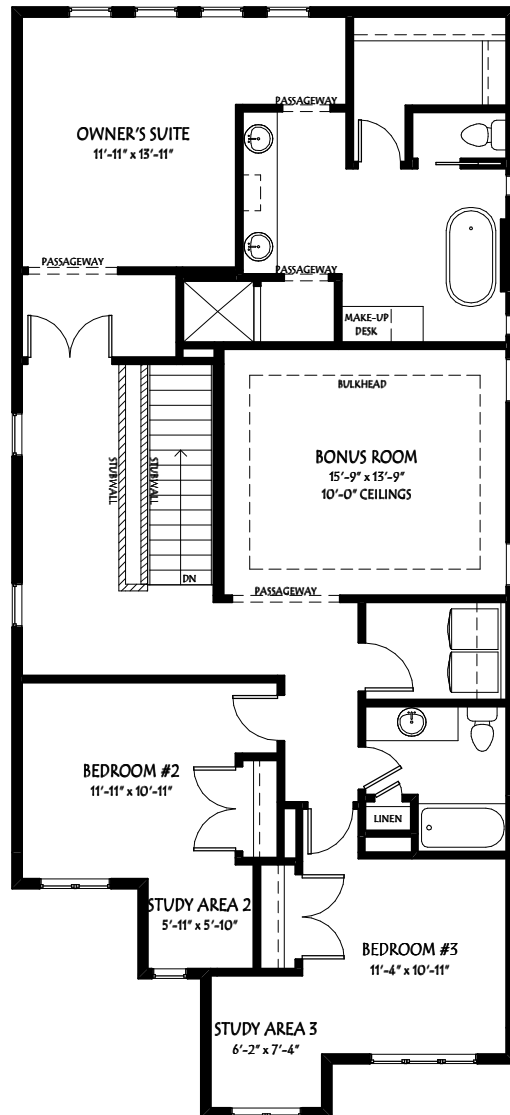 PASSAGEWAY
OWNER'S SUITE
11'-11" x 13'-11"
PASSAGEWAY
PASSAGEWAY
MAKE-UP
DESK
BULKHEAD
STUBWALL
STUBWALL
BONUS ROOM
15'-9" x 13'-9"
10'-0" CEILINGS
DN
PASSAGEWAY
BEDROOM #2
11'-11" x 10'-11"
LINEN
STUDY AREA 2
5'-11" x 5'-10"
BEDROOM #3
11'-4" x 10'-11"
STUDY AREA 3
6'-2" x 7'-4"